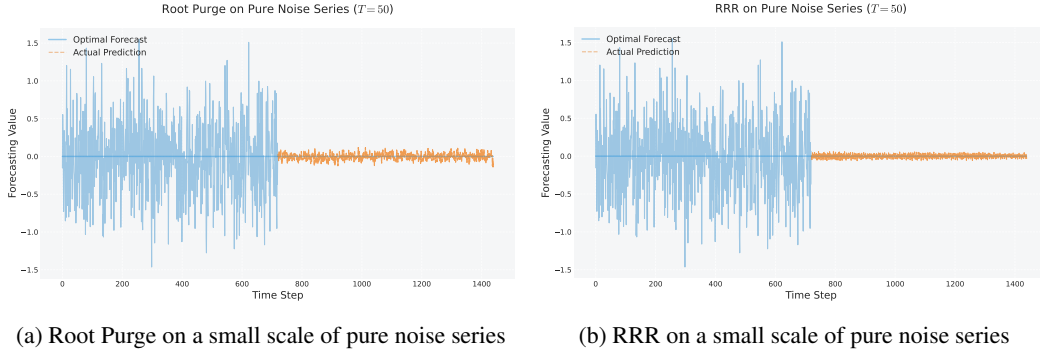 Root Purge on Pure Noise Series (T = 50)
Optimal Forecast
Actual Prediction
Forecasting Value
1.5
1.0
0.5
0.0
−0.5
−1.0
−1.5
0 200 400 600 800 1000 1200 1400
Time Step
(a) Root Purge on a small scale of pure noise series
RRR on Pure Noise Series (T = 50)
Optimal Forecast
Actual Prediction
Forecasting Value
1.5
1.0
0.5
0.0
−0.5
−1.0
−1.5
0 200 400 600 800 1000 1200 1400
Time Step
(b) RRR on a small scale of pure noise series